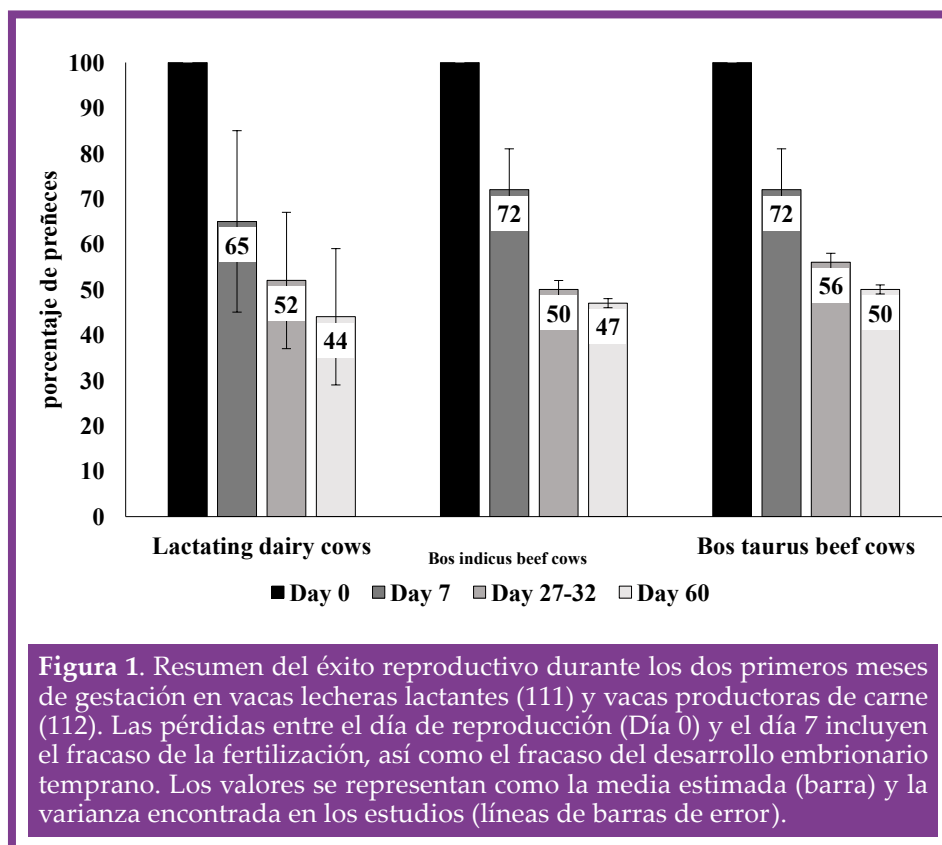 porcentaje de preñeces
100
90
80
70
60
50
40
30
20
10
0
65
52
44
72
50
47
72
56
50
Lactating dairy cows
Bos indicus beef cows
Bos taurus beef cows
Day 0 Day 7 Day 27-32 Day 60
Figura 1. Resumen del éxito reproductivo durante los dos primeros meses
de gestación en vacas lecheras lactantes (111) y vacas productoras de carne
(112). Las pérdidas entre el día de reproducción (Día 0) y el día 7 incluyen
el fracaso de la fertilización, así como el fracaso del desarrollo embrionario
temprano. Los valores se representan como la media estimada (barra) y la
varianza encontrada en los estudios (líneas de barras de error).